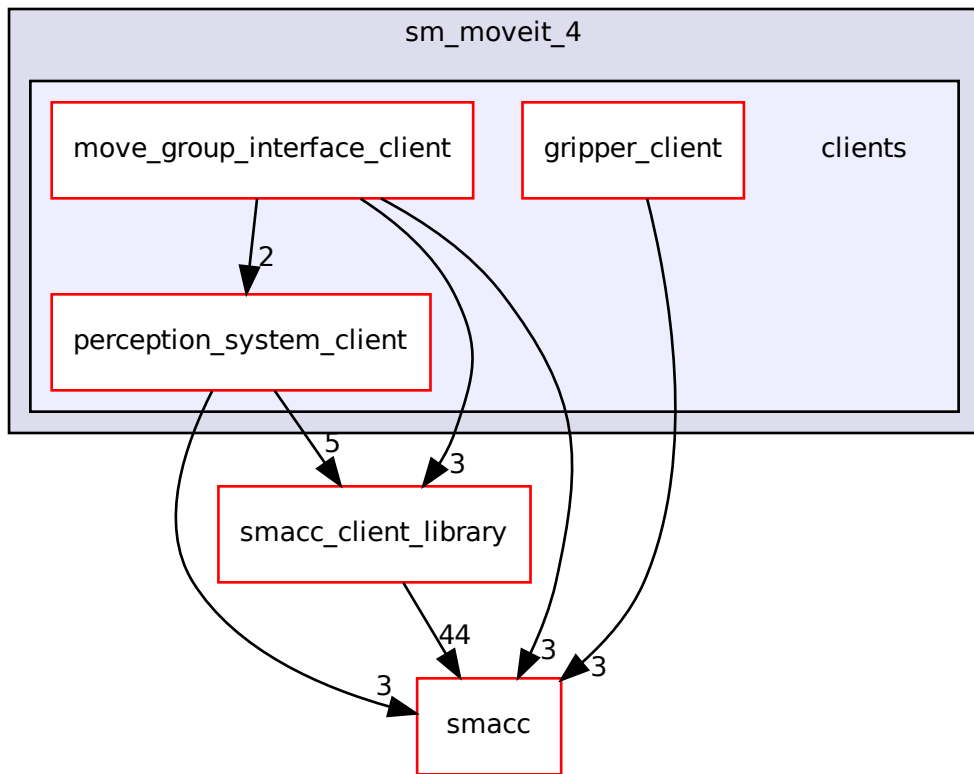 sm_moveit_4
move_group_interface_client
gripper_client
clients
2
perception_system_client
5
3
smacc_client_library
44
3
3
3
smacc